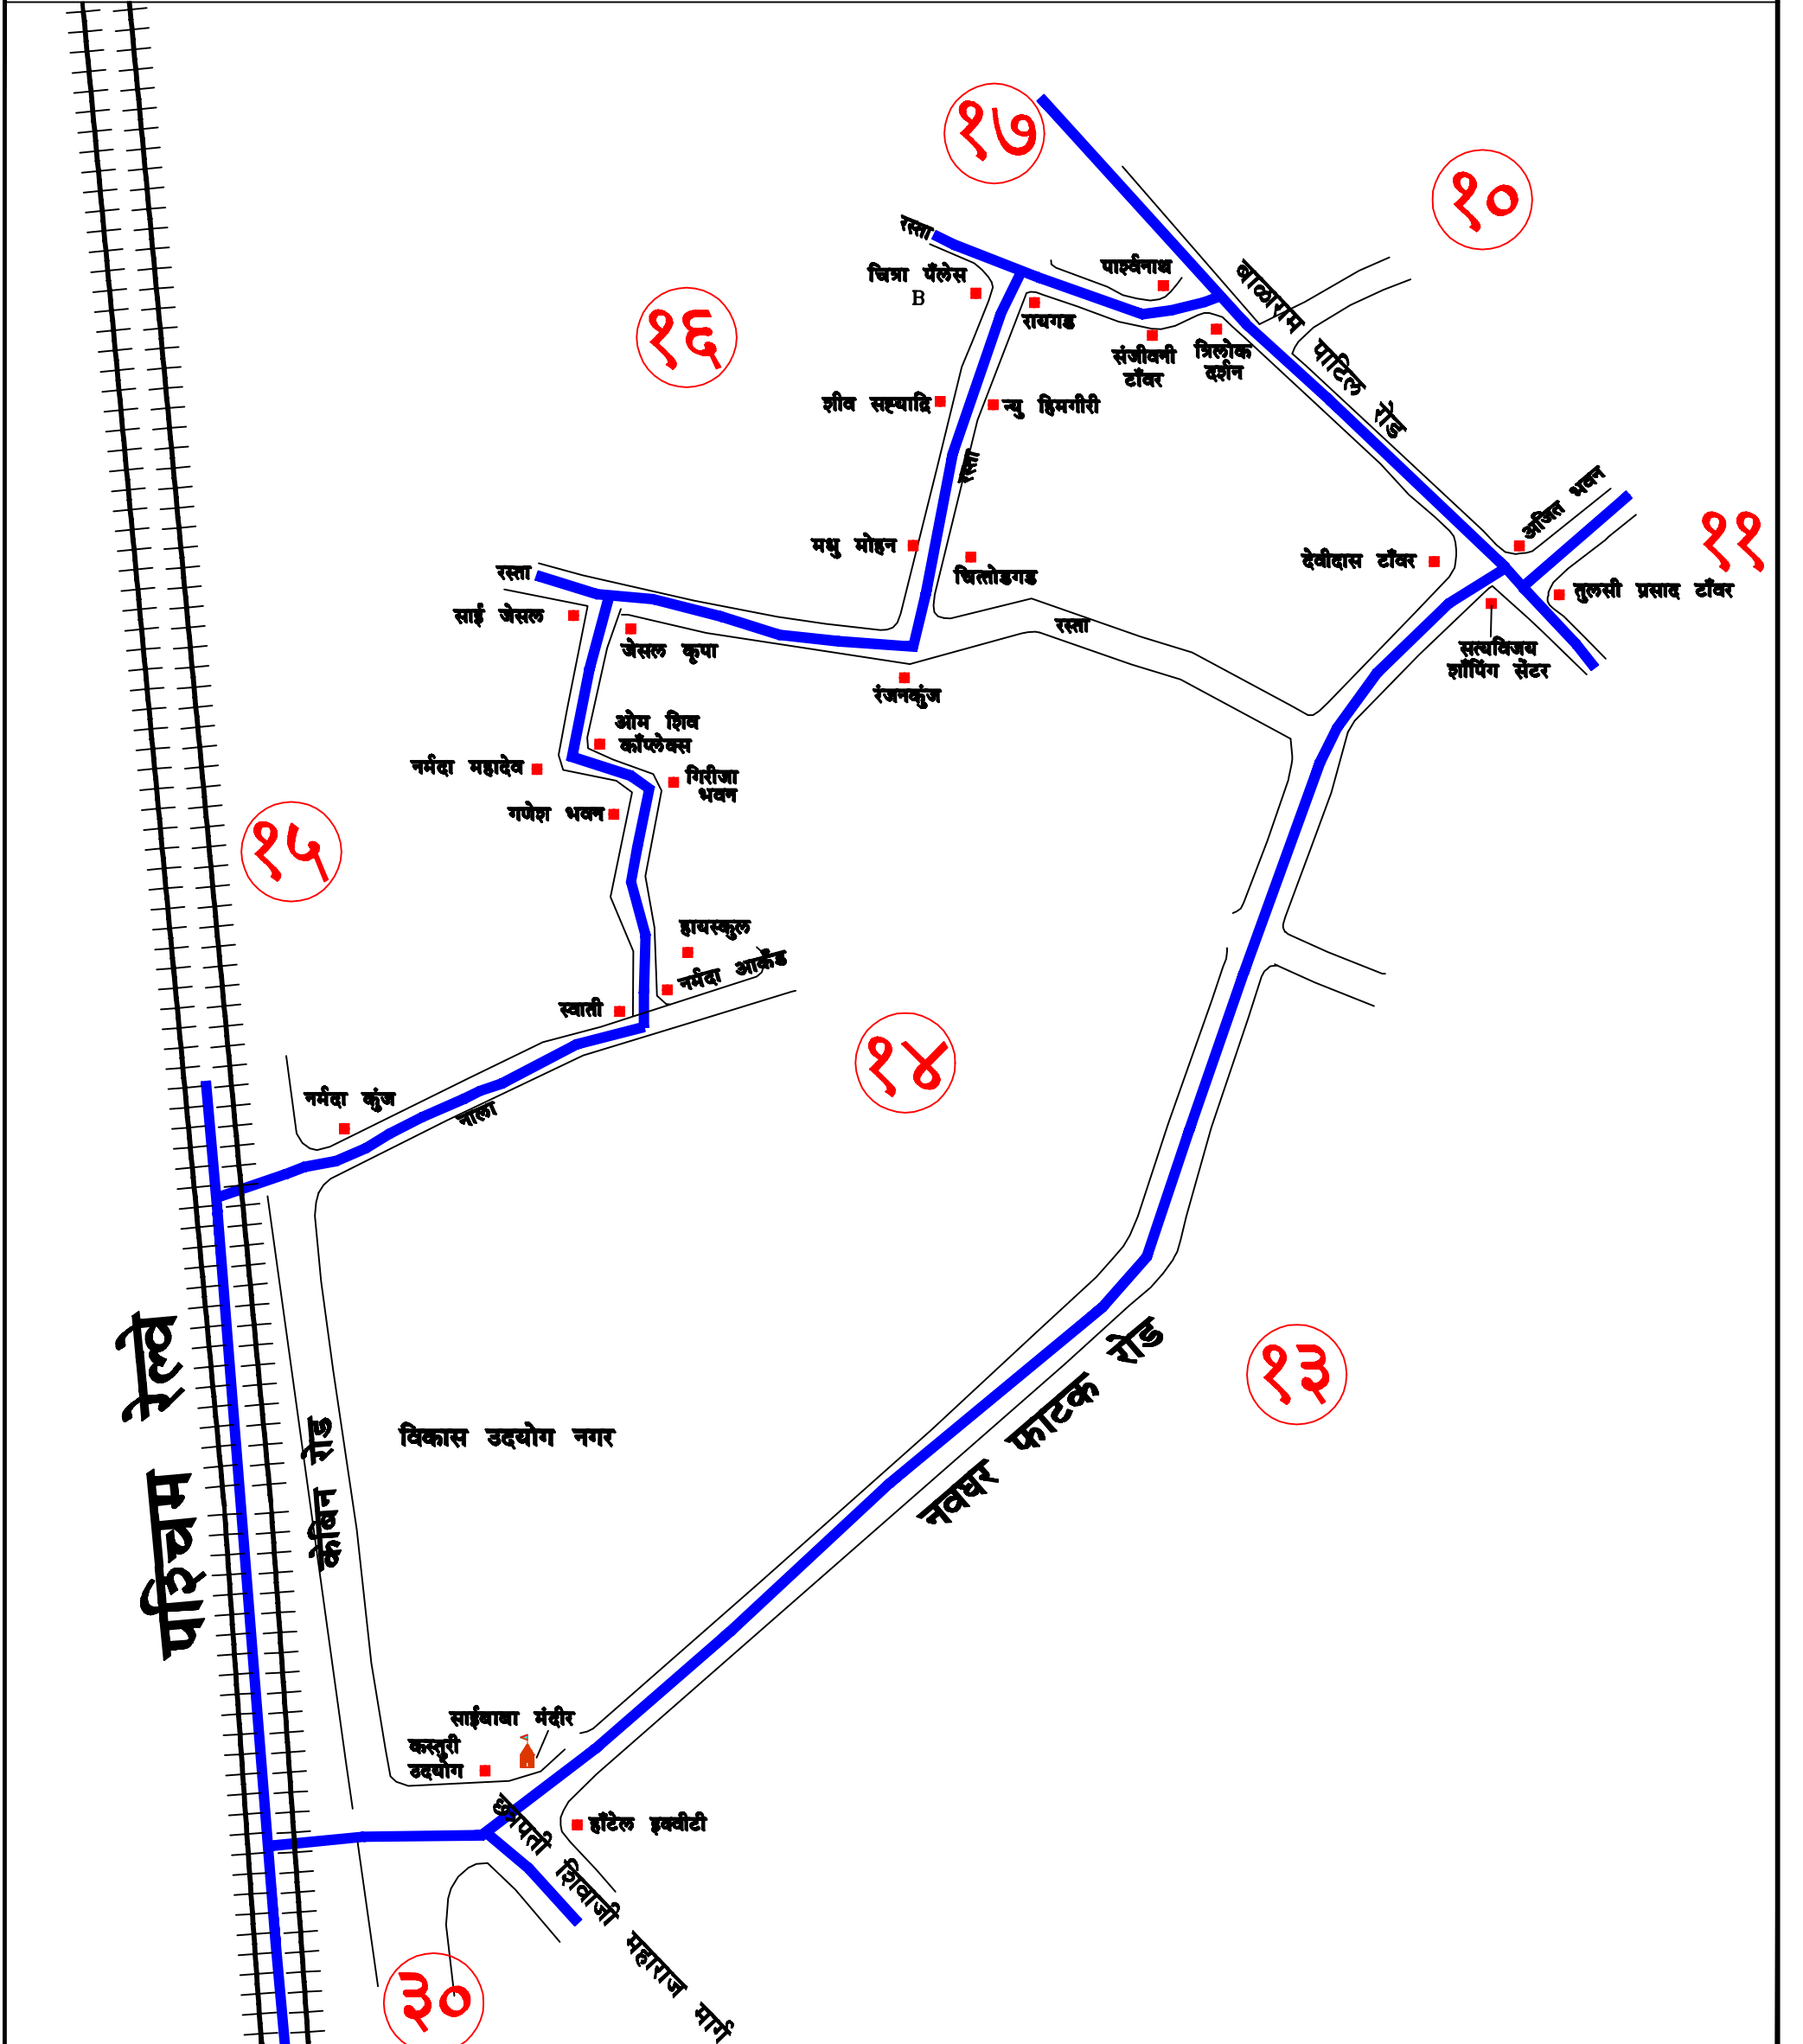 १७
१०
रस्ता
चित्रा पॅलेस
B
पार्श्वनाथ
बाळाराम पाटिल रोड
रायगड
१६
संजीवनी
टॉवर
त्रिलोक
दर्शन
शीव सह्याद्रि
न्यु हिमगीरी
रस्ता
अजित भवन
११
मधु मोहन
चित्तोडगड
देवीदास टॉवर
तुलसी प्रसाद टॉवर
रस्ता
साई जेसल
जेसल कृपा
रस्ता
सत्यविजय
शॉपिंग सेंटर
रंजनकुंज
ओम शिव
कॉप्लेक्स
नर्मदा महादेव
गिरीजा
भवन
गणेश भवन
१५
हायस्कुल
नर्मदा आर्केड
स्वाती
१४
नर्मदा कुंज
नाला
पश्चिम रेल्वे
केबिन रोड
विकास उदयोग नगर
नवघर फाटक रोड
१३
साईबाबा मंदीर
कस्तुरी
उदयोग
हॉटेल इक्वीटी
छत्रपती शिवाजी महाराज मार्ग
३०